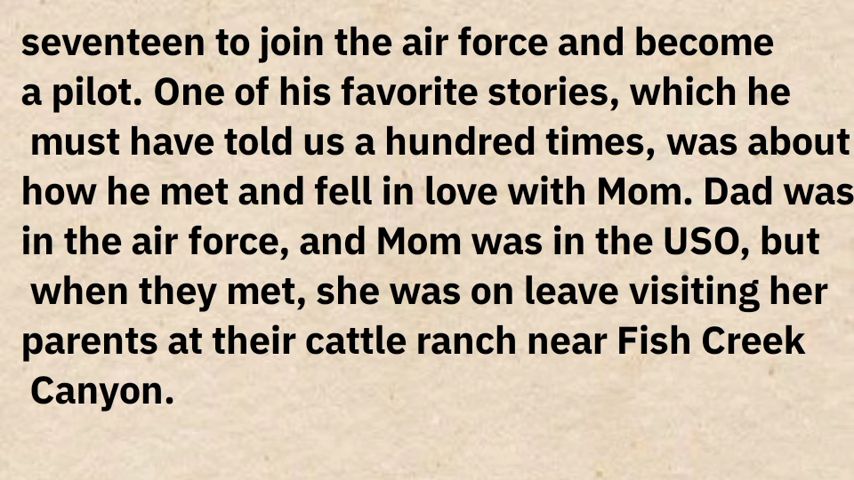 seventeen to join the air force and become
a pilot. One of his favorite stories, which he
must have told us a hundred times, was about
how he met and fell in love with Mom. Dad was
in the air force, and Mom was in the USO, but
when they met, she was on leave visiting her
parents at their cattle ranch near Fish Creek
Canyon.